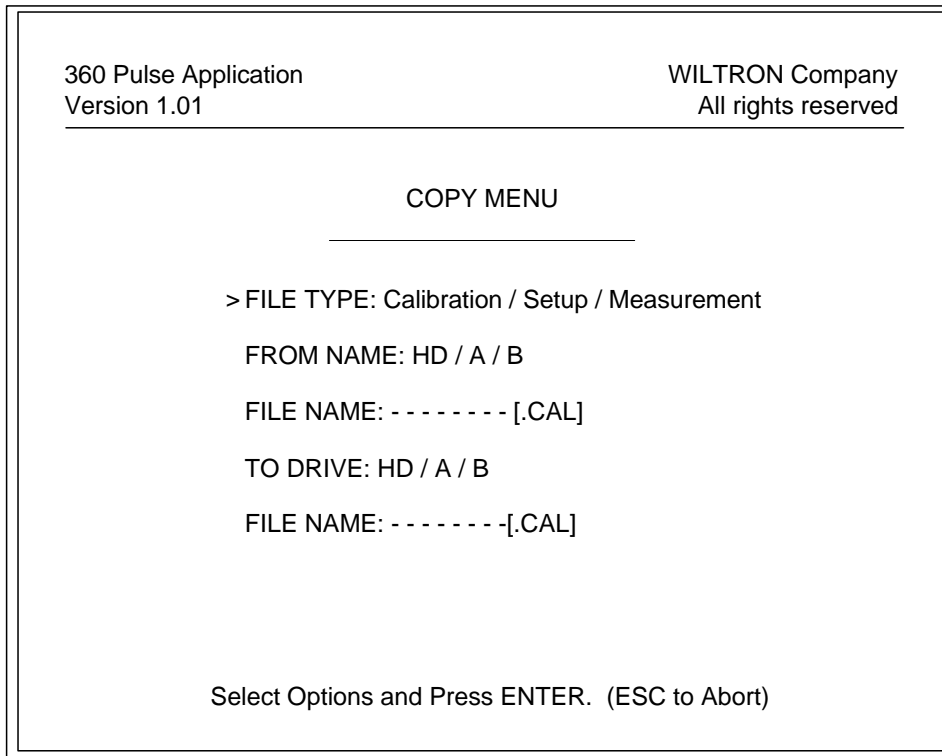 360 Pulse Application WILTRON Company
Version 1.01 All rights reserved
COPY MENU
> FILE TYPE: Calibration / Setup / Measurement
FROM NAME: HD / A / B
FILE NAME: - - - - - - - - [.CAL]
TO DRIVE: HD / A / B
FILE NAME: - - - - - - - -[.CAL]
Select Options and Press ENTER. (ESC to Abort)